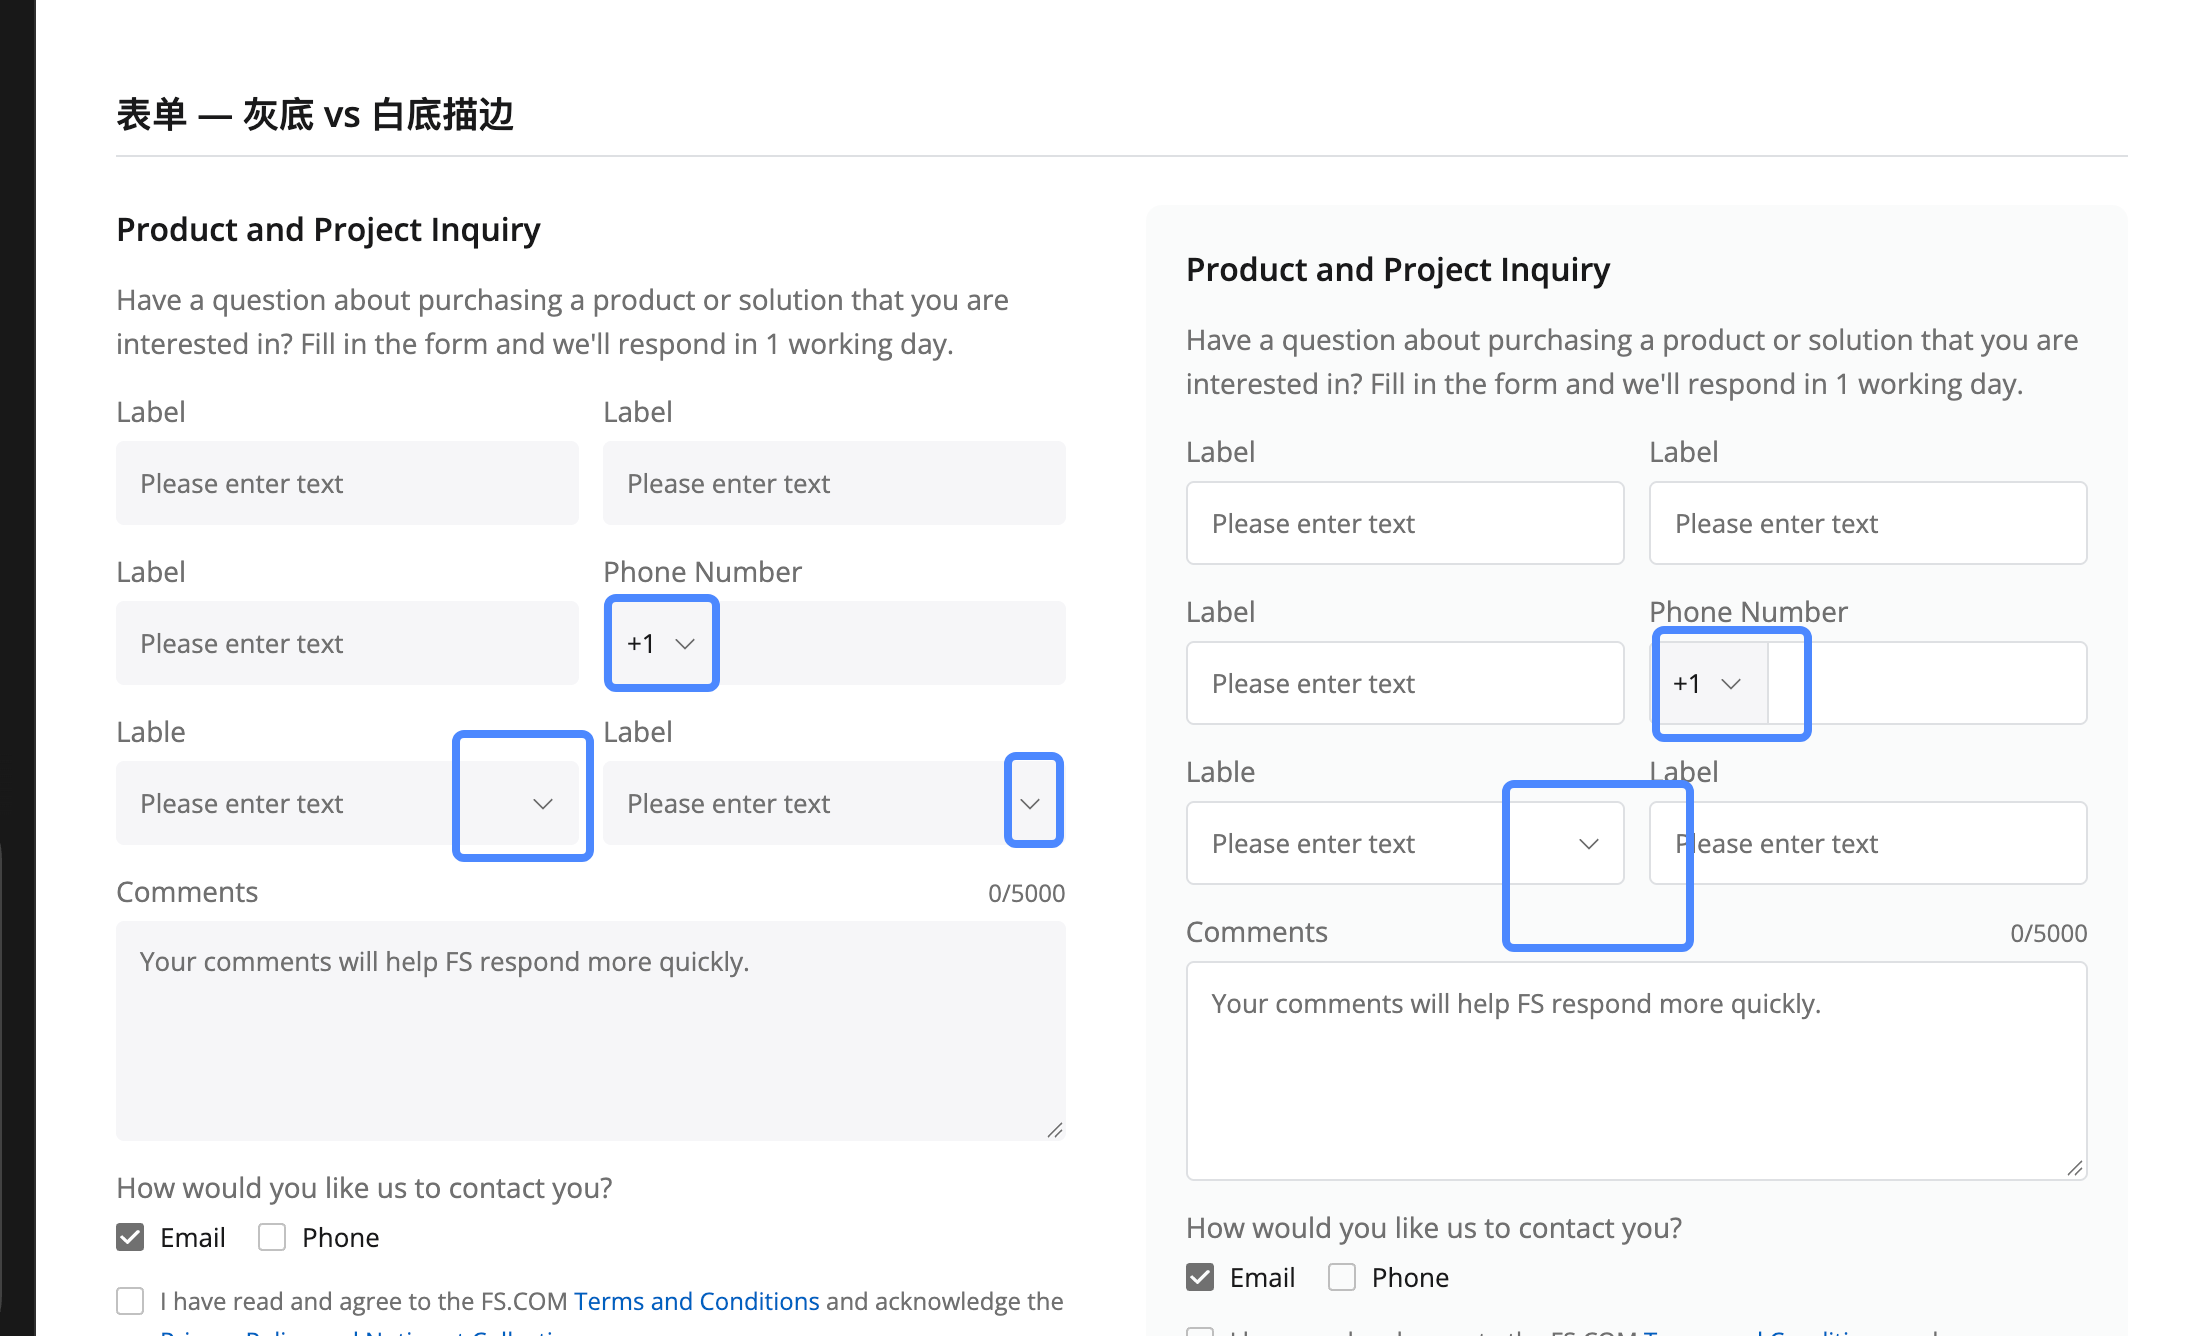 表单 — 灰底 vs 白底描边
Product and Project Inquiry
Have a question about purchasing a product or solution that you are
interested in? Fill in the form and we'll respond in 1 working day.
Label
Label
Please enter text
Please enter text
Label
Phone Number
Please enter text
+1
Lable
Label
Please enter text
Please enter text
Comments
0/5000
Your comments will help FS respond more quickly.
How would you like us to contact you?
Email
Phone
I have read and agree to the FS.COM Terms and Conditions and acknowledge the
Product and Project Inquiry
Have a question about purchasing a product or solution that you are
interested in? Fill in the form and we'll respond in 1 working day.
Label
Label
Please enter text
Please enter text
Label
Phone Number
Please enter text
+1
Lable
Label
Please enter text
Please enter text
Comments
0/5000
Your comments will help FS respond more quickly.
How would you like us to contact you?
Email
Phone